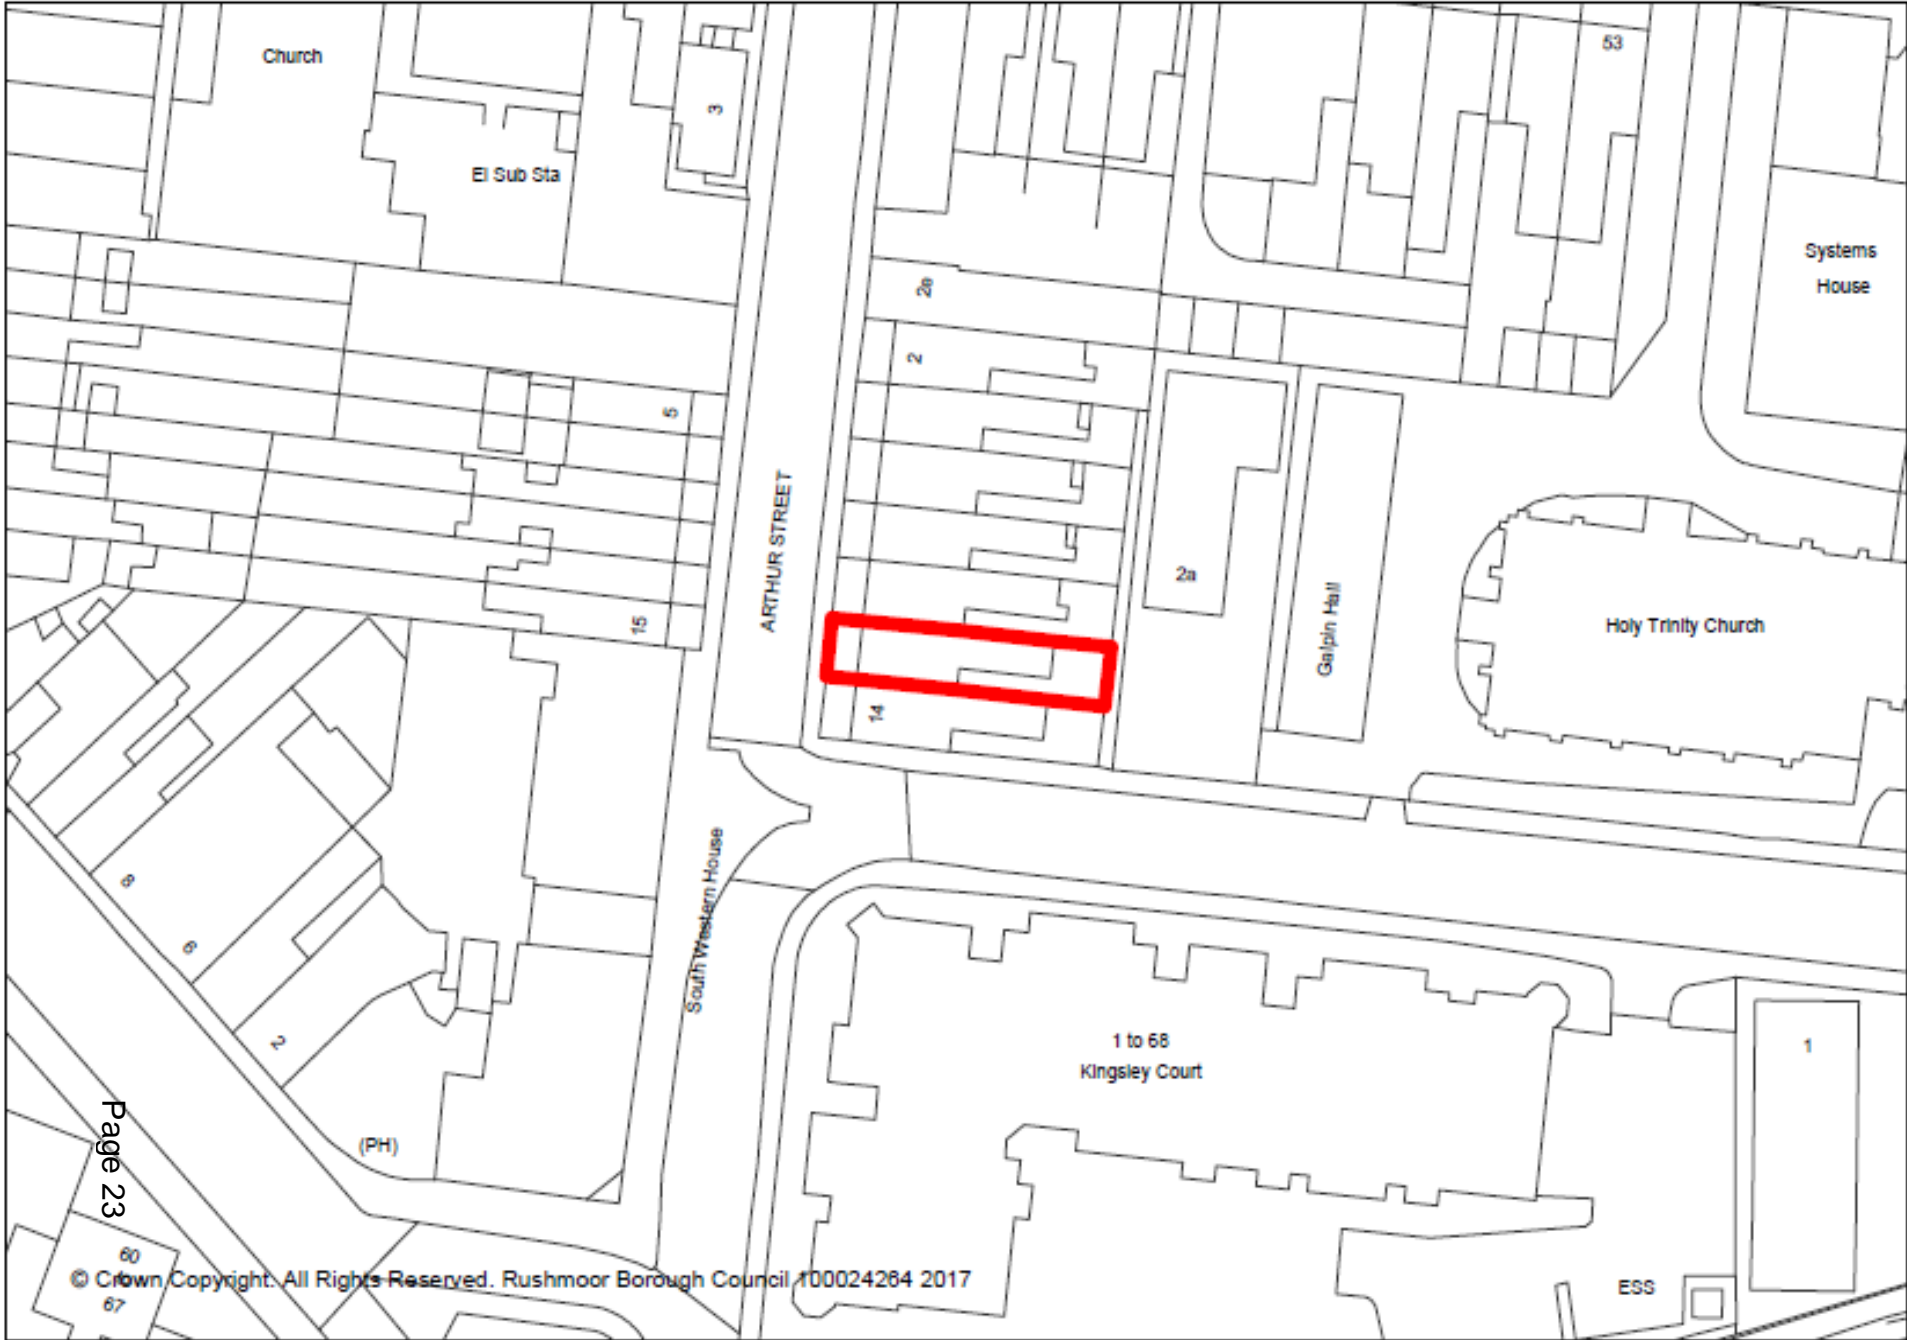 Church
53
3
El Sub Sta
Systems
House
2e
2
5
ARTHUR STREET
2a
15
Galpin Hall
Holy Trinity Church
14
8
South Western House
6
2
1 to 68
Kingsley Court
1
(PH)
Page 23
60
to
67
© Crown Copyright. All Rights Reserved. Rushmoor Borough Council 100024264 2017
ESS